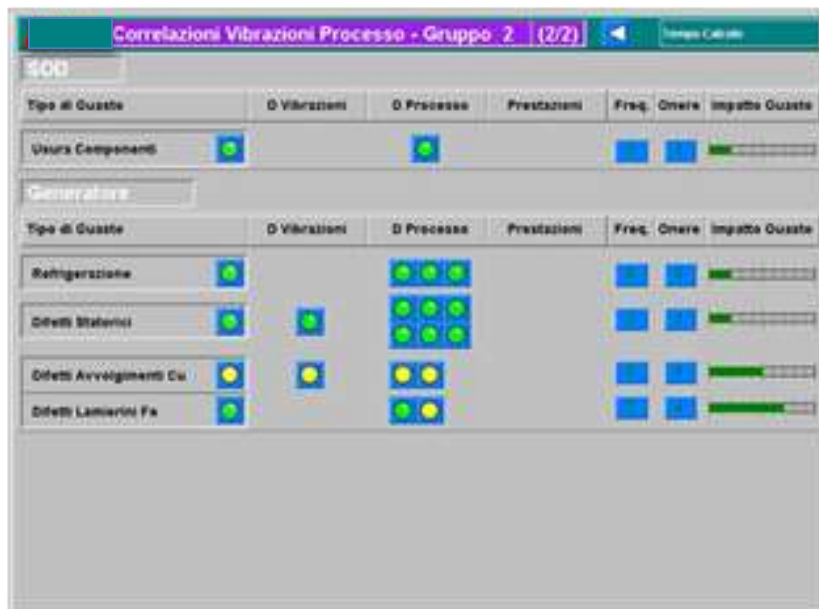 Correlazioni Vibrazioni Processo - Gruppo 2 (2/2) Tempo Calcolo
SOD
Tipo di Guasto D Vibrazioni D Processo Prestazioni Freq. Onere Impatto Guasto
Usura Componenti
Generatore
Tipo di Guasto D Vibrazioni D Processo Prestazioni Freq. Onere Impatto Guasto
Refrigerazione
Difetti Statorici
Difetti Avvolgimenti Cu
Difetti Lamierini Fe